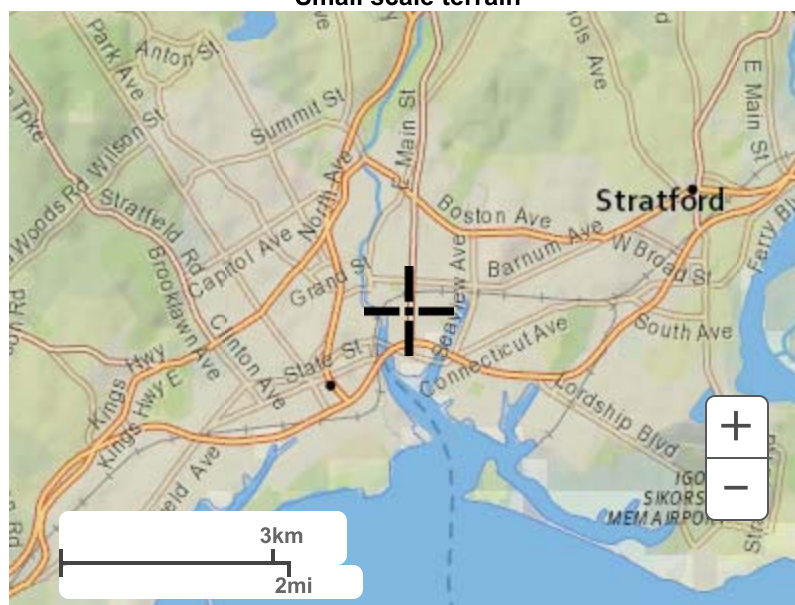 Small scale terrain
Park Ave
Anton St
E Main St
Summit St
Wilson St
E Main St
Woods Rd
Stratfield Rd
North Ave
Stratford
Boston Ave
Barnum Ave
W Broad St
Capitol Ave
Grand St
Seaview Ave
Brooklawn Ave
Clinton Ave
State St
Connecticut Ave
South Ave
Kings Hwy
Kings Hwy E
Lordship Blvd
IGO
SIKORS
MEM AIRPORT
+
−
3km
2mi